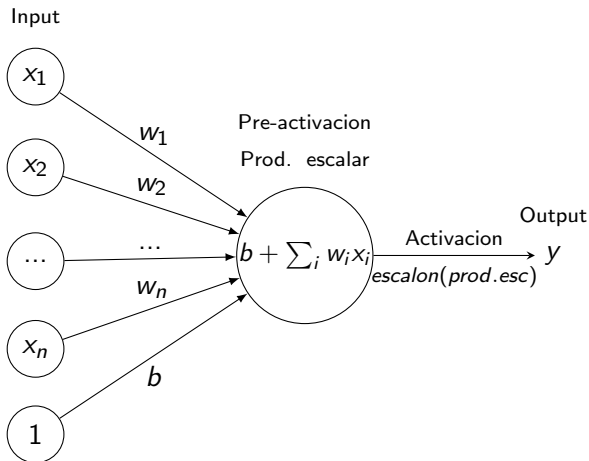 Input
x₁
w₁
Pre-activacion
Prod. escalar
x₂
w₂
...
...
b + ∑ᵢ wᵢxᵢ
Activacion
escalon(prod.esc)
Output
y
xₙ
wₙ
b
1